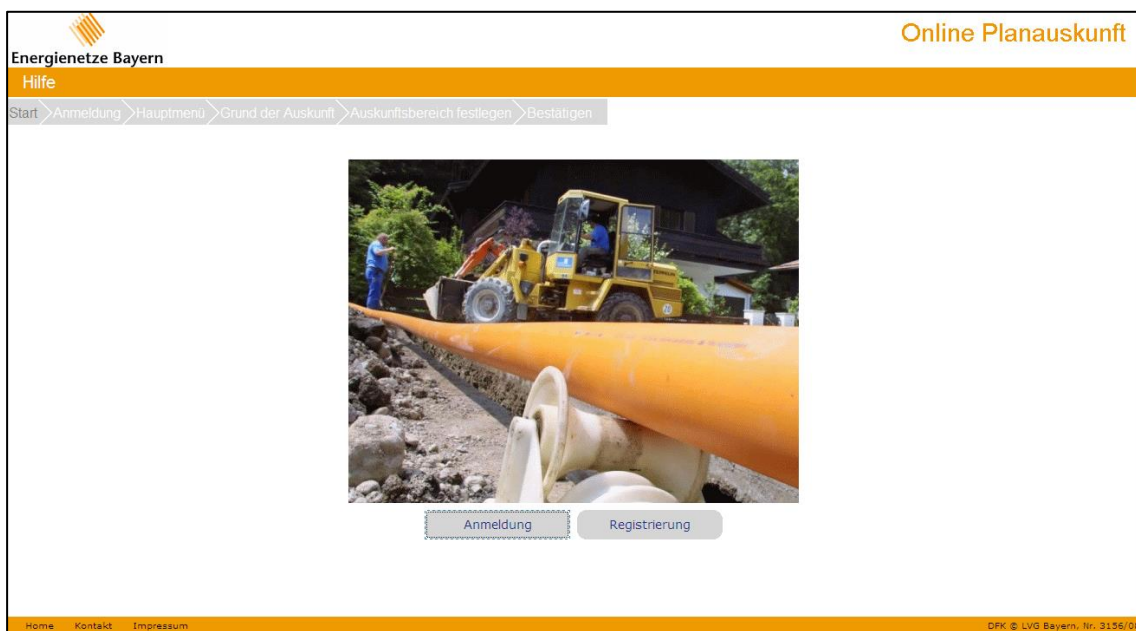 Online Planauskunft
Energienetze Bayern
Hilfe
Start Anmeldung Hauptmenü Grund der Auskunft Auskunftsbereich festlegen Bestätigen
Anmeldung Registrierung
Home Kontakt Impressum DFK © LVG Bayern, Nr. 3156/0